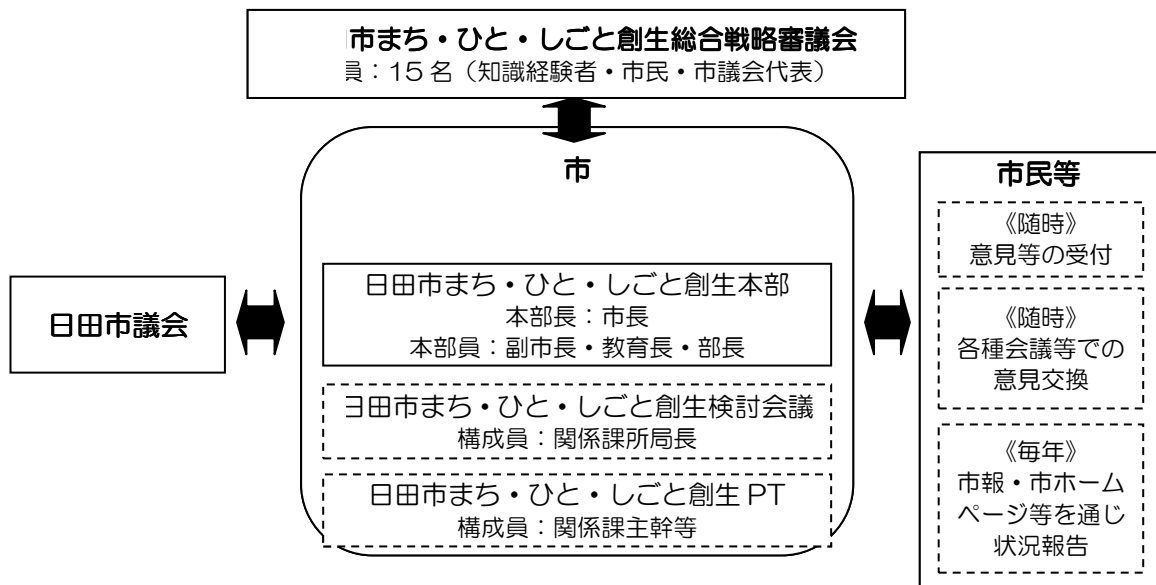 市まち・ひと・しごと創生総合戦略審議会
員：15名（知識経験者・市民・市議会代表）
市
日田市議会
日田市まち・ひと・しごと創生本部
本部長：市長
本部員：副市長・教育長・部長
日田市まち・ひと・しごと創生検討会議
構成員：関係課所局長
日田市まち・ひと・しごと創生PT
構成員：関係課主幹等
市民等
《随時》
意見等の受付
《随時》
各種会議等での
意見交換
《毎年》
市報・市ホーム
ページ等を通じ
状況報告